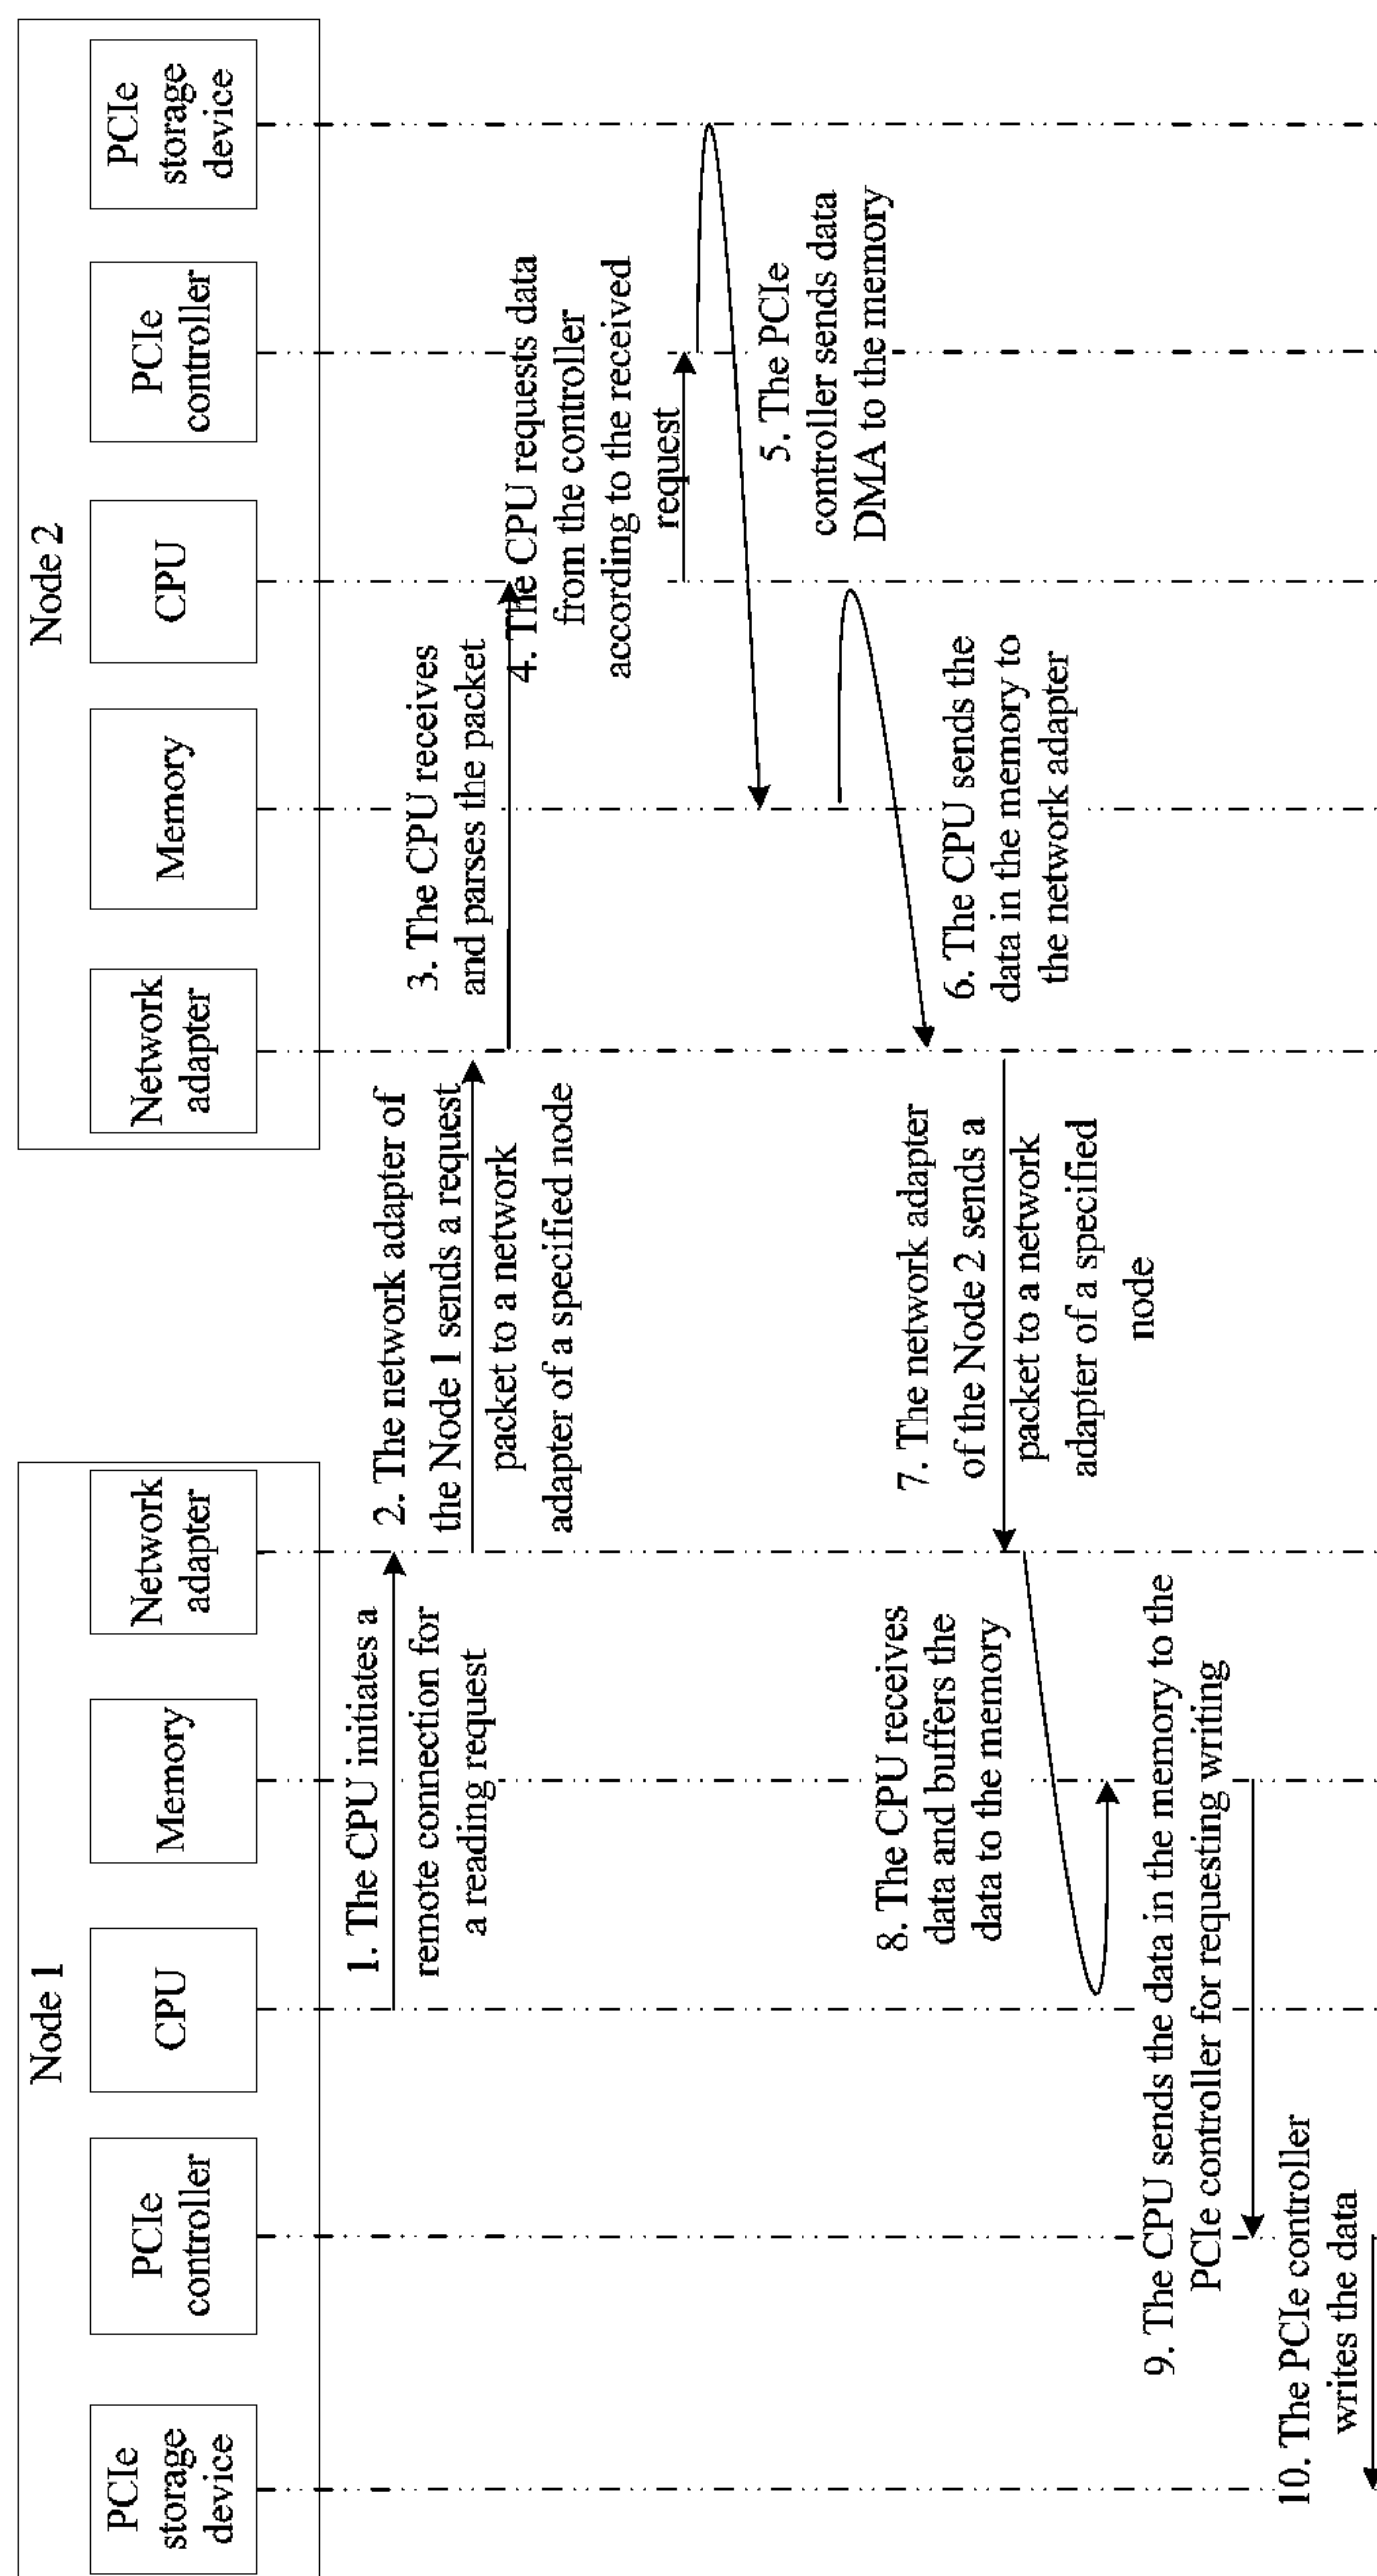 Node 1
PCIe
storage
device
PCIe
controller
CPU
Memory
Network
adapter
Node 2
Network
adapter
Memory
CPU
PCIe
controller
PCIe
storage
device
1. The CPU initiates a
remote connection for
a reading request
2. The network adapter of
the Node 1 sends a request
packet to a network
adapter of a specified node
3. The CPU receives
and parses the packet
4. The CPU requests data
from the controller
according to the received
request
5. The PCIe
controller sends data
DMA to the memory
6. The CPU sends the
data in the memory to
the network adapter
7. The network adapter
of the Node 2 sends a
packet to a network
adapter of a specified
node
8. The CPU receives
data and buffers the
data to the memory
9. The CPU sends the data in the memory to the
PCIe controller for requesting writing
10. The PCIe controller
writes the data